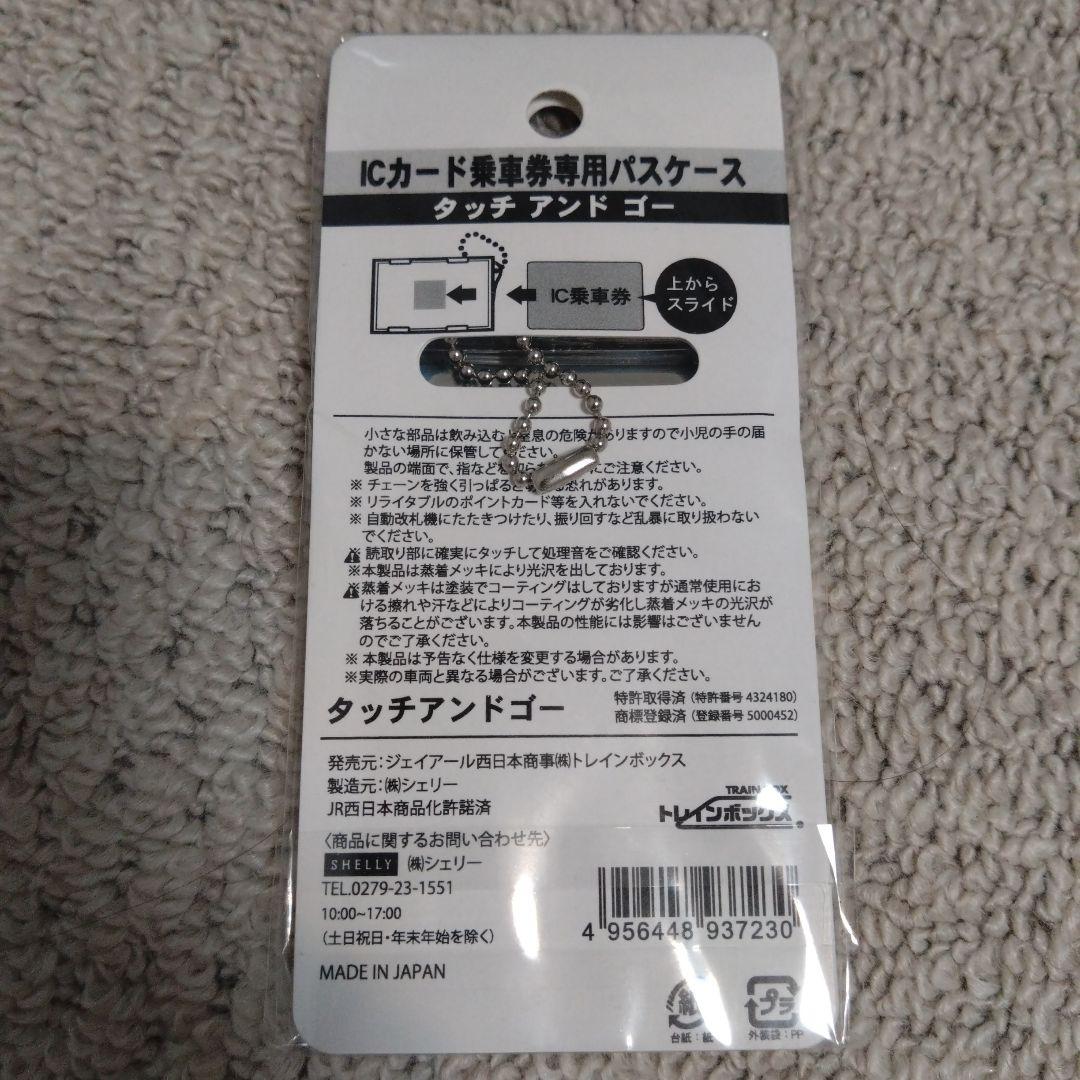 ICカード乗車券専用パスケース
タッチ アンド ゴー
IC乗車券
上から
スライド
小さな部品は飲み込む 窒息の危険がありますので小児の手の届
かない場所に保管してください。
製品の端面で、指など にご注意ください。
※ チェーンを強く引っぱると 恐れがあります。
※ リライタブルのポイントカード等を入れないでください。
※ 自動改札機にたたきつけたり、振り回すなど乱暴に取り扱わない
でください。
※ 読取り部に確実にタッチして処理音をご確認ください。
※本製品は蒸着メッキにより光沢を出しております。
※蒸着メッキは塗装でコーティングはしておりますが通常使用にお
ける擦れや汗などによりコーティングが劣化し蒸着メッキの光沢が
落ちることがございます。本製品の性能には影響はございません
のでご了承ください。
※ 本製品は予告なく仕様を変更する場合があります。
※実際の車両と異なる場合がございます。ご了承ください。
タッチアンドゴー
特許取得済(特許番号 4324180)
商標登録済(登録番号 5000452)
発売元:ジェイアール西日本商事㈱トレインボックス
製造元:㈱シェリー
JR西日本商品化許諾済
TRAIN BOX
トレインボックス
〈商品に関するお問い合わせ先〉
SHELLY ㈱シェリー
TEL.0279-23-1551
10:00~17:00
(土日祝日・年末年始を除く)
MADE IN JAPAN
4 956448 937230
紙
台紙:紙
プラ
外装袋:PP